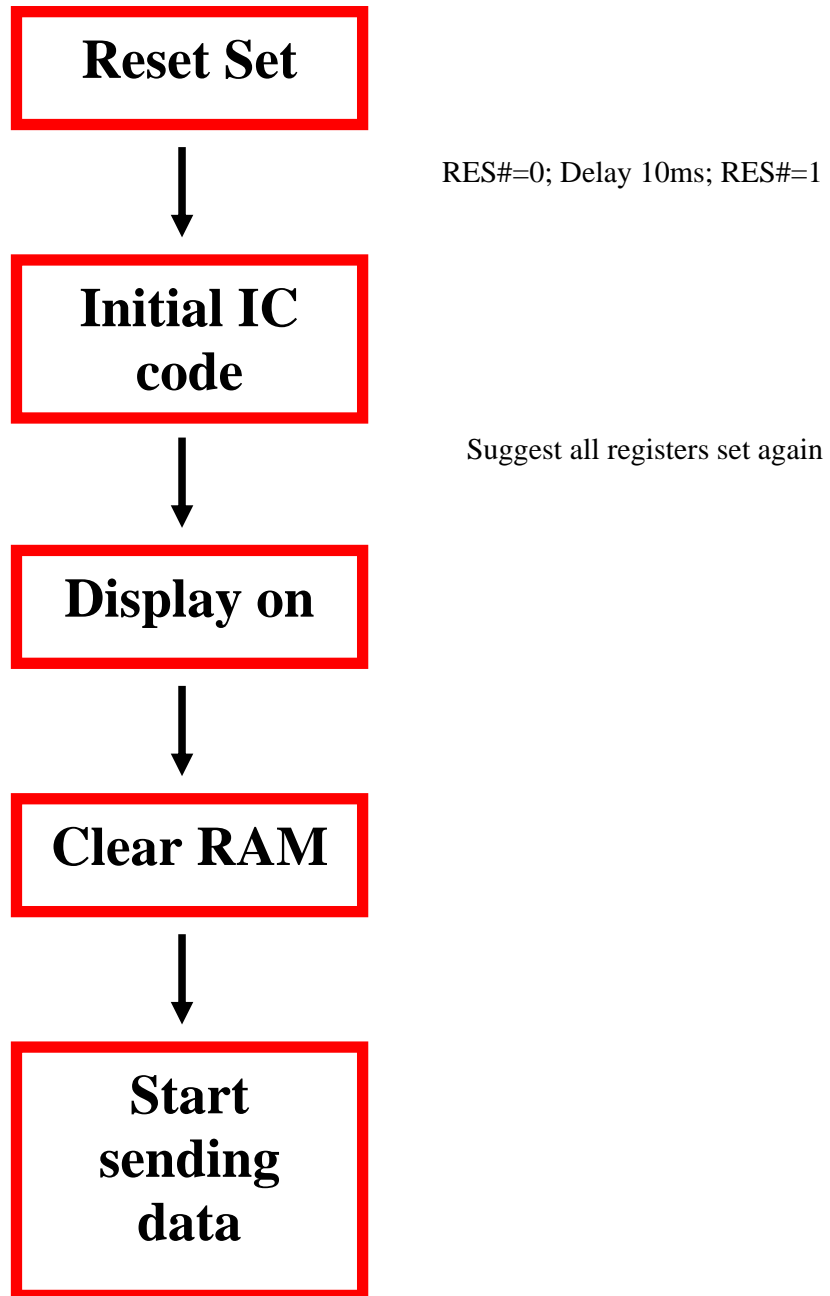 Reset Set
RES#=0; Delay 10ms; RES#=1
Initial IC
code
Suggest all registers set again
Display on
Clear RAM
Start
sending
data